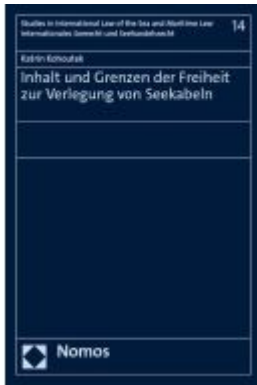 Studies in International Law of the Sea and Maritime Law
Internationales Seerecht und Seehandelsrecht
14
Katrin Kohoutek
Inhalt und Grenzen der Freiheit
zur Verlegung von Seekabeln
Nomos